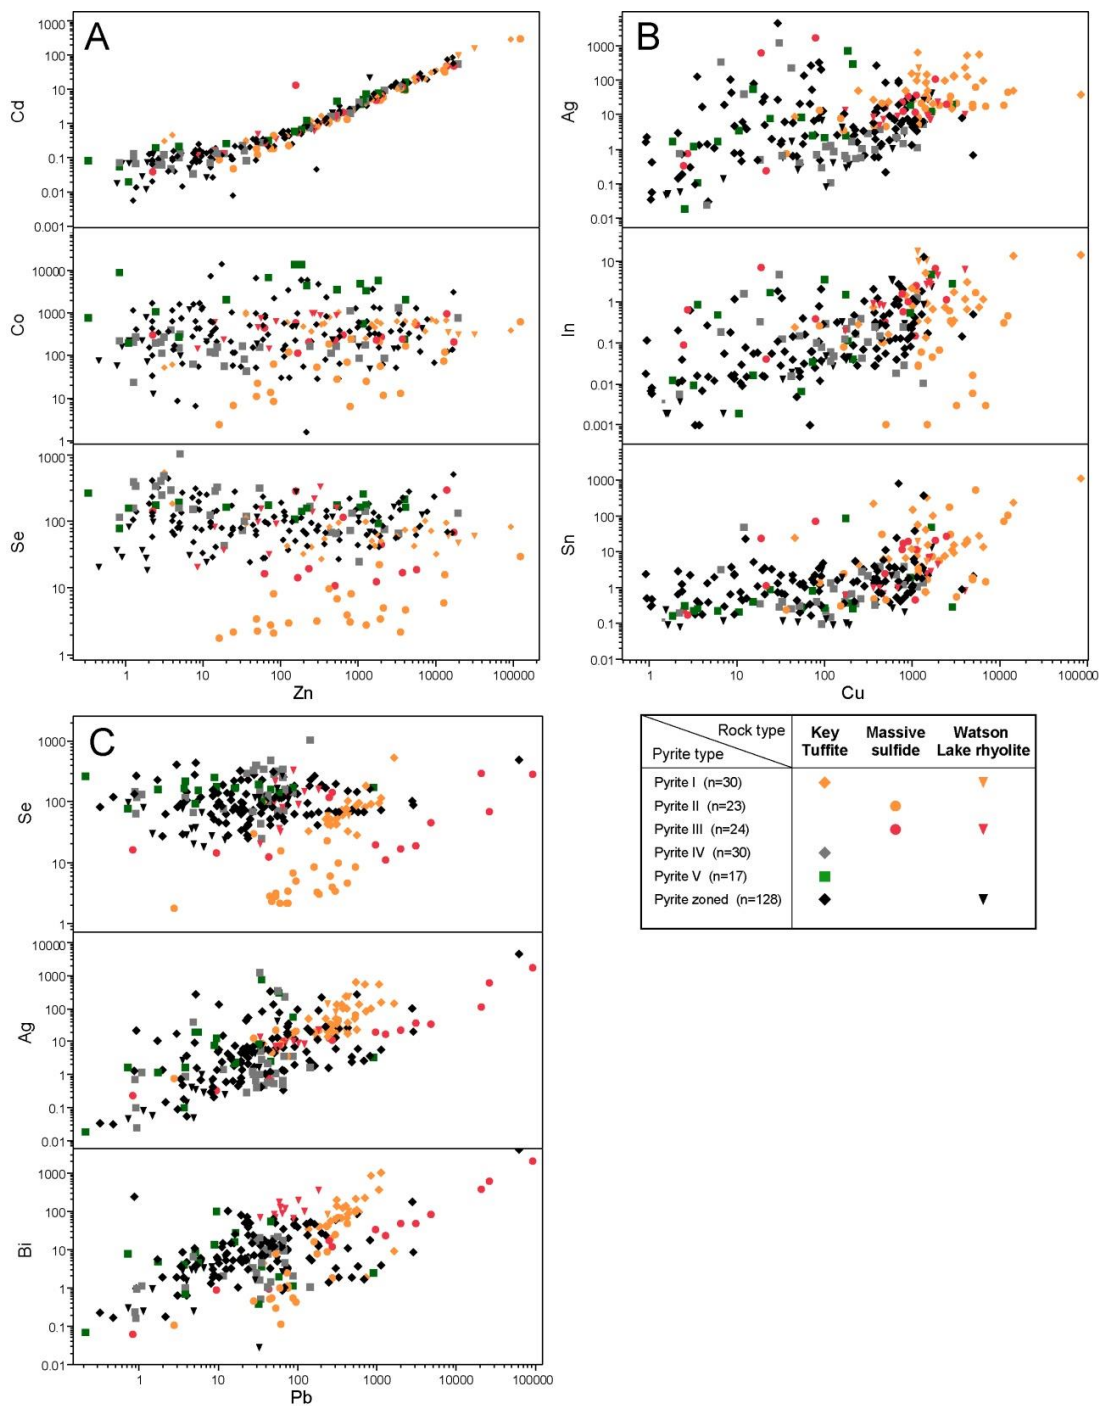 A
1000
100
10
1
0.1
0.01
0.001
Cd
10000
1000
100
10
1
Co
1000
100
10
1
Se
1 10 100 1000 10000 100000
Zn
B
1000
100
10
1
0.1
0.01
Ag
10
1
0.1
0.01
0.001
In
1000
100
10
1
0.1
0.01
Sn
1 10 100 1000 10000 100000
Cu
C
1000
100
10
1
Se
10000
1000
100
10
1
0.1
0.01
Ag
1000
100
10
1
0.1
0.01
Bi
1 10 100 1000 10000 100000
Pb
Rock type
Pyrite type
Key Tuffite
Massive sulfide
Watson Lake rhyolite
Pyrite I (n=30)
Pyrite II (n=23)
Pyrite III (n=24)
Pyrite IV (n=30)
Pyrite V (n=17)
Pyrite zoned (n=128)